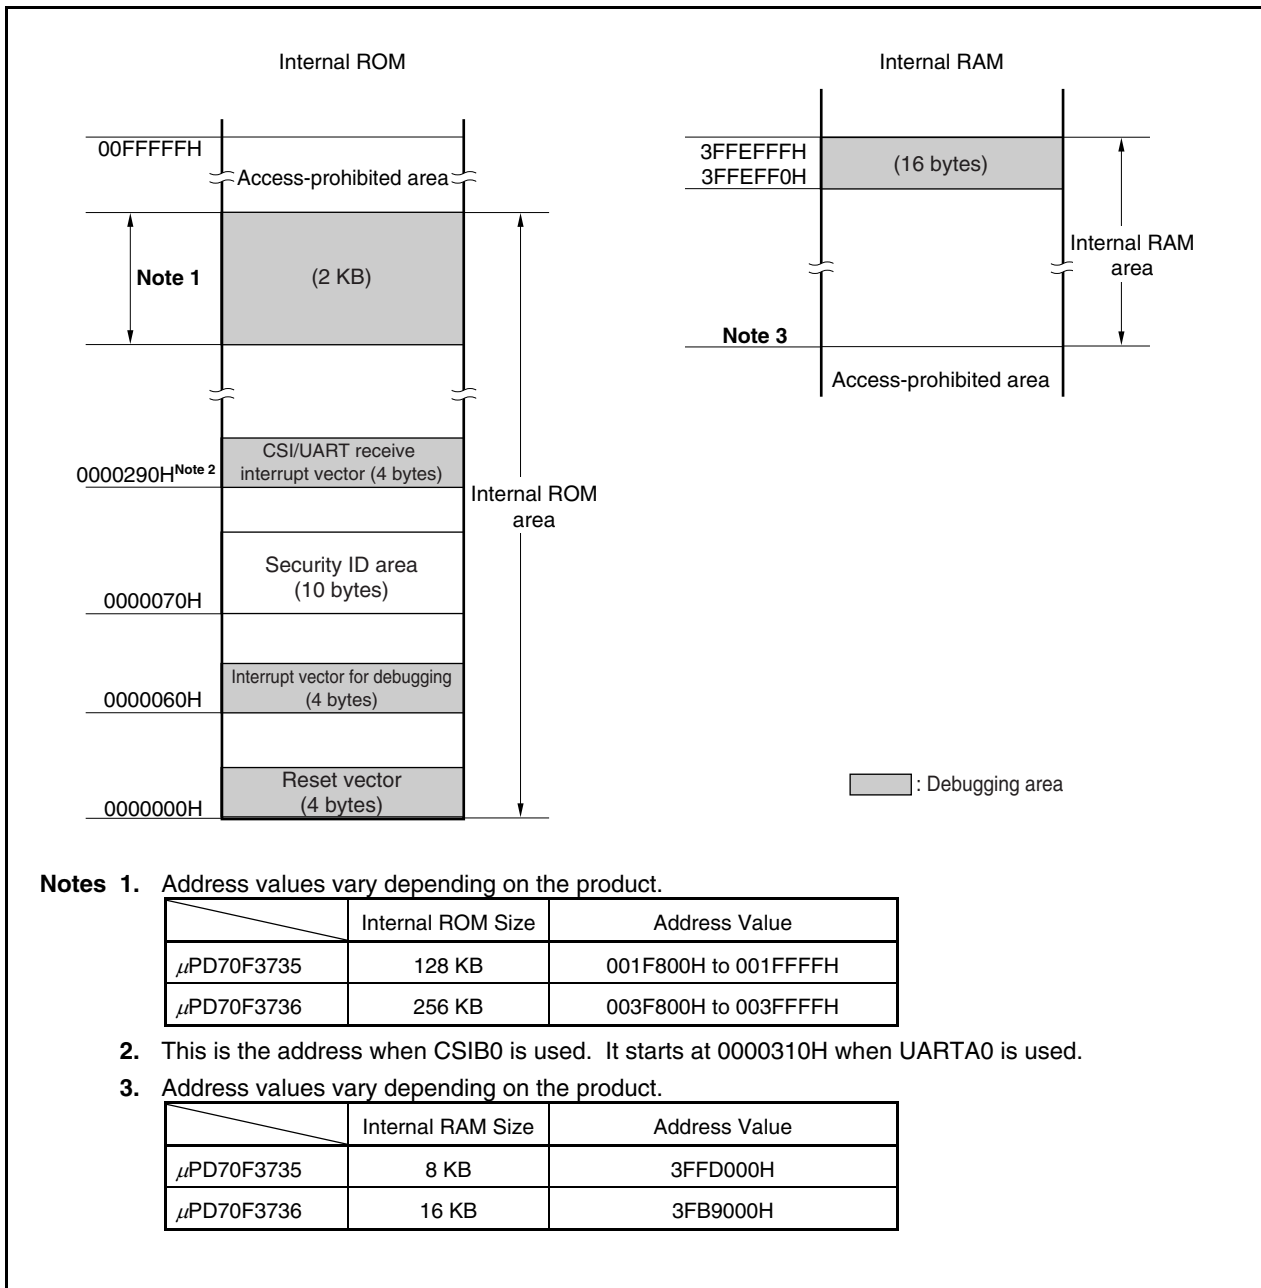 Internal ROM
00FFFFFH
Access-prohibited area
Note 1
(2 KB)
CSI/UART receive
interrupt vector (4 bytes)
0000290H Note 2
Internal ROM
area
Security ID area
(10 bytes)
0000070H
Interrupt vector for debugging
(4 bytes)
0000060H
Reset vector
(4 bytes)
0000000H
Internal RAM
3FFEFFFH
3FFEFF0H
(16 bytes)
Internal RAM
area
Note 3
Access-prohibited area
: Debugging area
Notes 1. Address values vary depending on the product.
Internal ROM Size Address Value
μPD70F3735 128 KB 001F800H to 001FFFFH
μPD70F3736 256 KB 003F800H to 003FFFFH
2. This is the address when CSIB0 is used. It starts at 0000310H when UARTA0 is used.
3. Address values vary depending on the product.
Internal RAM Size Address Value
μPD70F3735 8 KB 3FFD000H
μPD70F3736 16 KB 3FB9000H